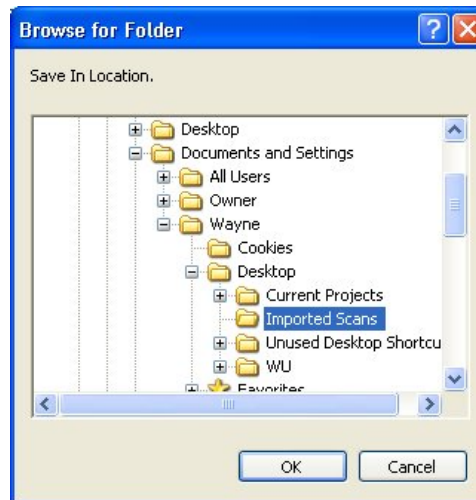 Browse for Folder
Save In Location.
Desktop
Documents and Settings
All Users
Owner
Wayne
Cookies
Desktop
Current Projects
Imported Scans
Unused Desktop Shortcu
WU
Favorites
OK Cancel